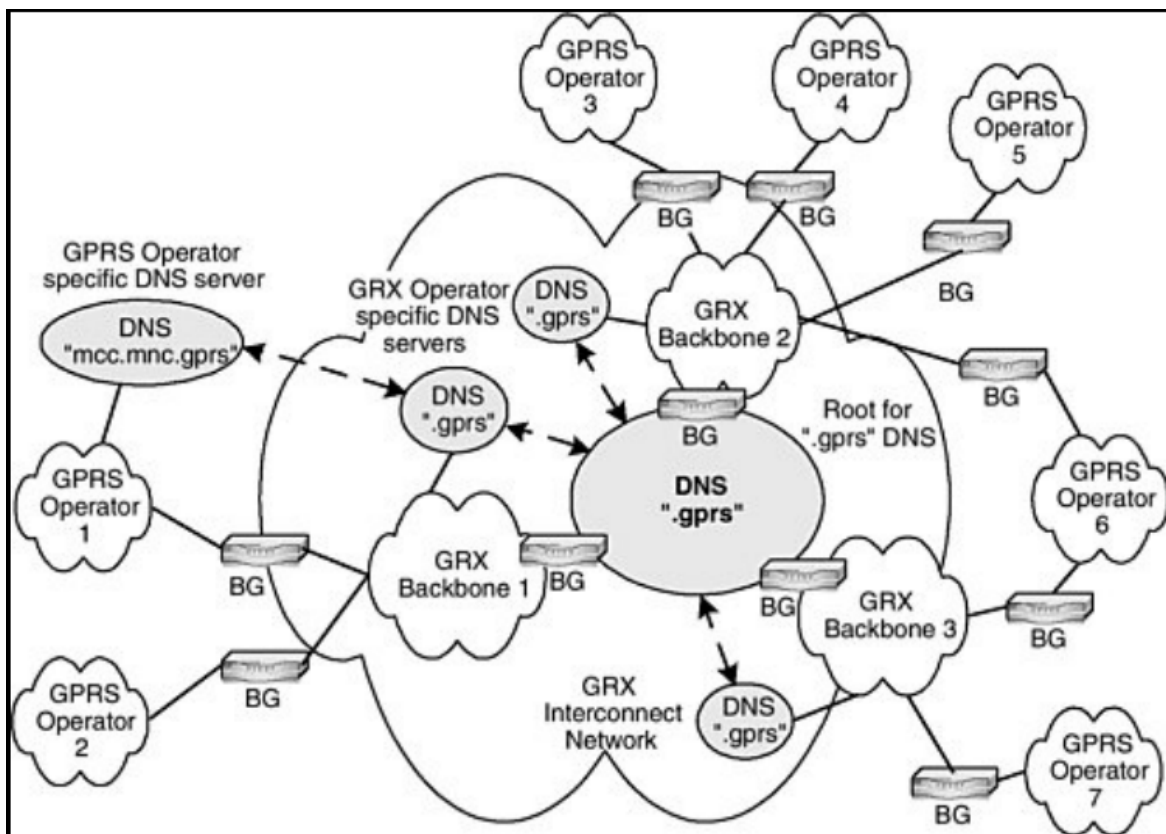 GPRS
Operator
3
GPRS
Operator
4
GPRS
Operator
5
BG
BG
BG
GPRS Operator
specific DNS server
DNS
"mcc.mnc.gprs"
GRX Operator
specific DNS
servers
DNS
".gprs"
GRX
Backbone 2
BG
DNS
".gprs"
BG
Root for
".gprs" DNS
GPRS
Operator
1
DNS
".gprs"
GPRS
Operator
6
BG
GRX
Backbone 1
BG
BG
GRX
Backbone 3
BG
GPRS
Operator
2
BG
GRX
Interconnect
Network
DNS
".gprs"
BG
GPRS
Operator
7